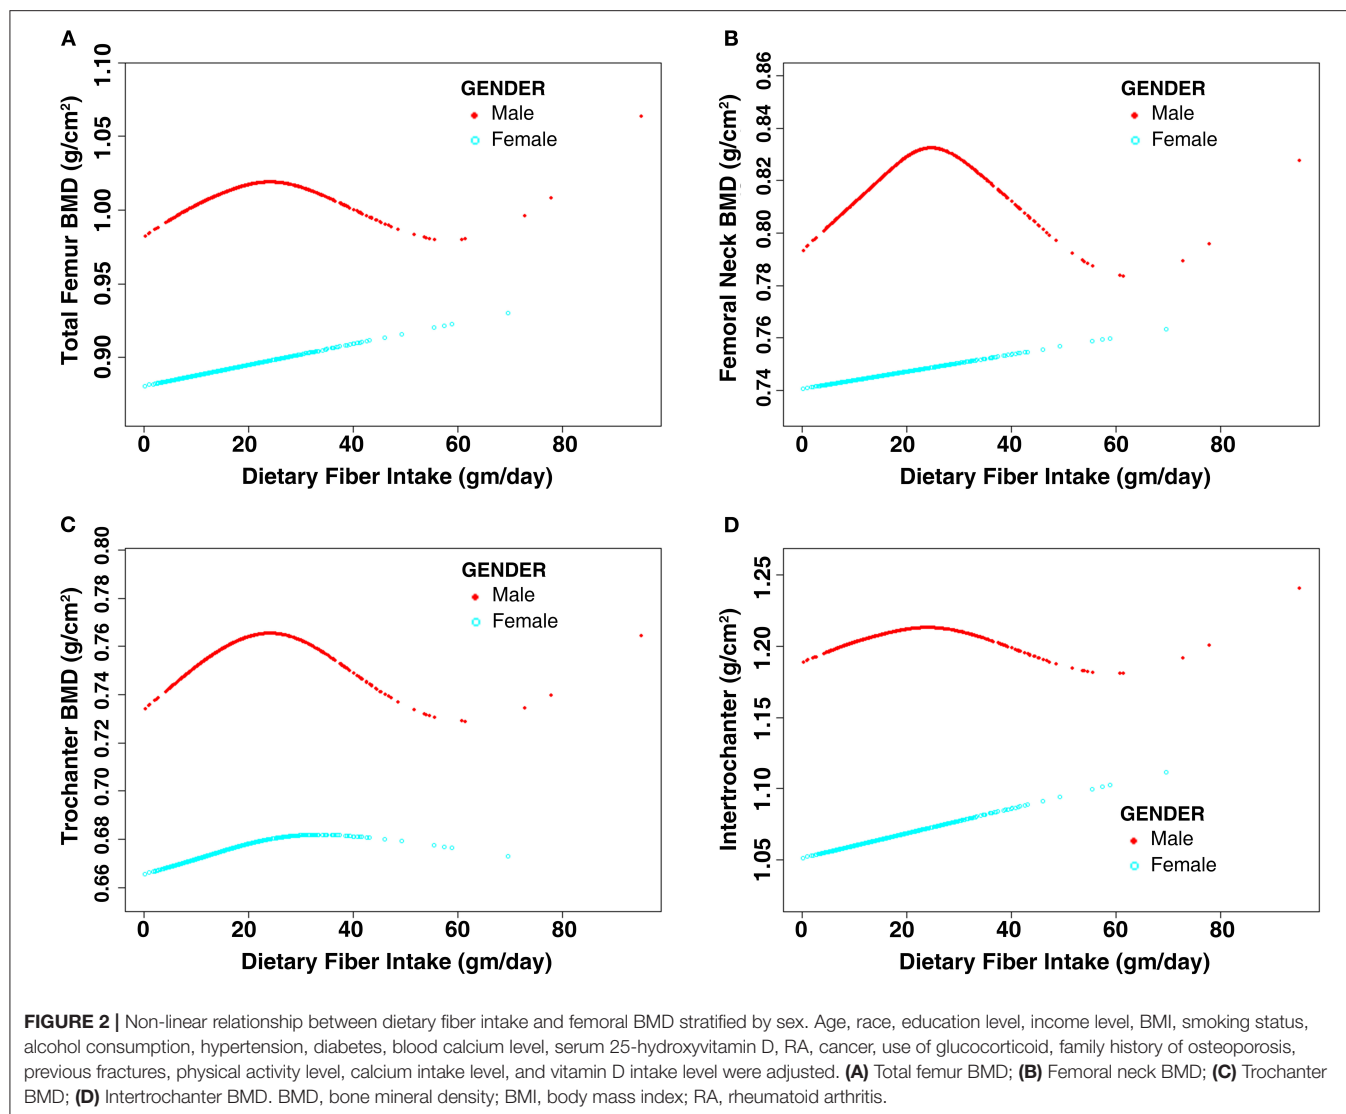 A
Total Femur BMD (g/cm²)
1.10
1.05
1.00
0.95
0.90
GENDER
Male
Female
0 20 40 60 80
Dietary Fiber Intake (gm/day)
B
Femoral Neck BMD (g/cm²)
0.86
0.84
0.82
0.80
0.78
0.76
0.74
GENDER
Male
Female
0 20 40 60 80
Dietary Fiber Intake (gm/day)
C
Trochanter BMD (g/cm²)
0.80
0.78
0.76
0.74
0.72
0.70
0.68
0.66
GENDER
Male
Female
0 20 40 60 80
Dietary Fiber Intake (gm/day)
D
Intertrochanter (g/cm²)
1.25
1.20
1.15
1.10
1.05
GENDER
Male
Female
0 20 40 60 80
Dietary Fiber Intake (gm/day)
FIGURE 2 | Non-linear relationship between dietary fiber intake and femoral BMD stratified by sex. Age, race, education level, income level, BMI, smoking status,
alcohol consumption, hypertension, diabetes, blood calcium level, serum 25-hydroxyvitamin D, RA, cancer, use of glucocorticoid, family history of osteoporosis,
previous fractures, physical activity level, calcium intake level, and vitamin D intake level were adjusted. (A) Total femur BMD; (B) Femoral neck BMD; (C) Trochanter
BMD; (D) Intertrochanter BMD. BMD, bone mineral density; BMI, body mass index; RA, rheumatoid arthritis.